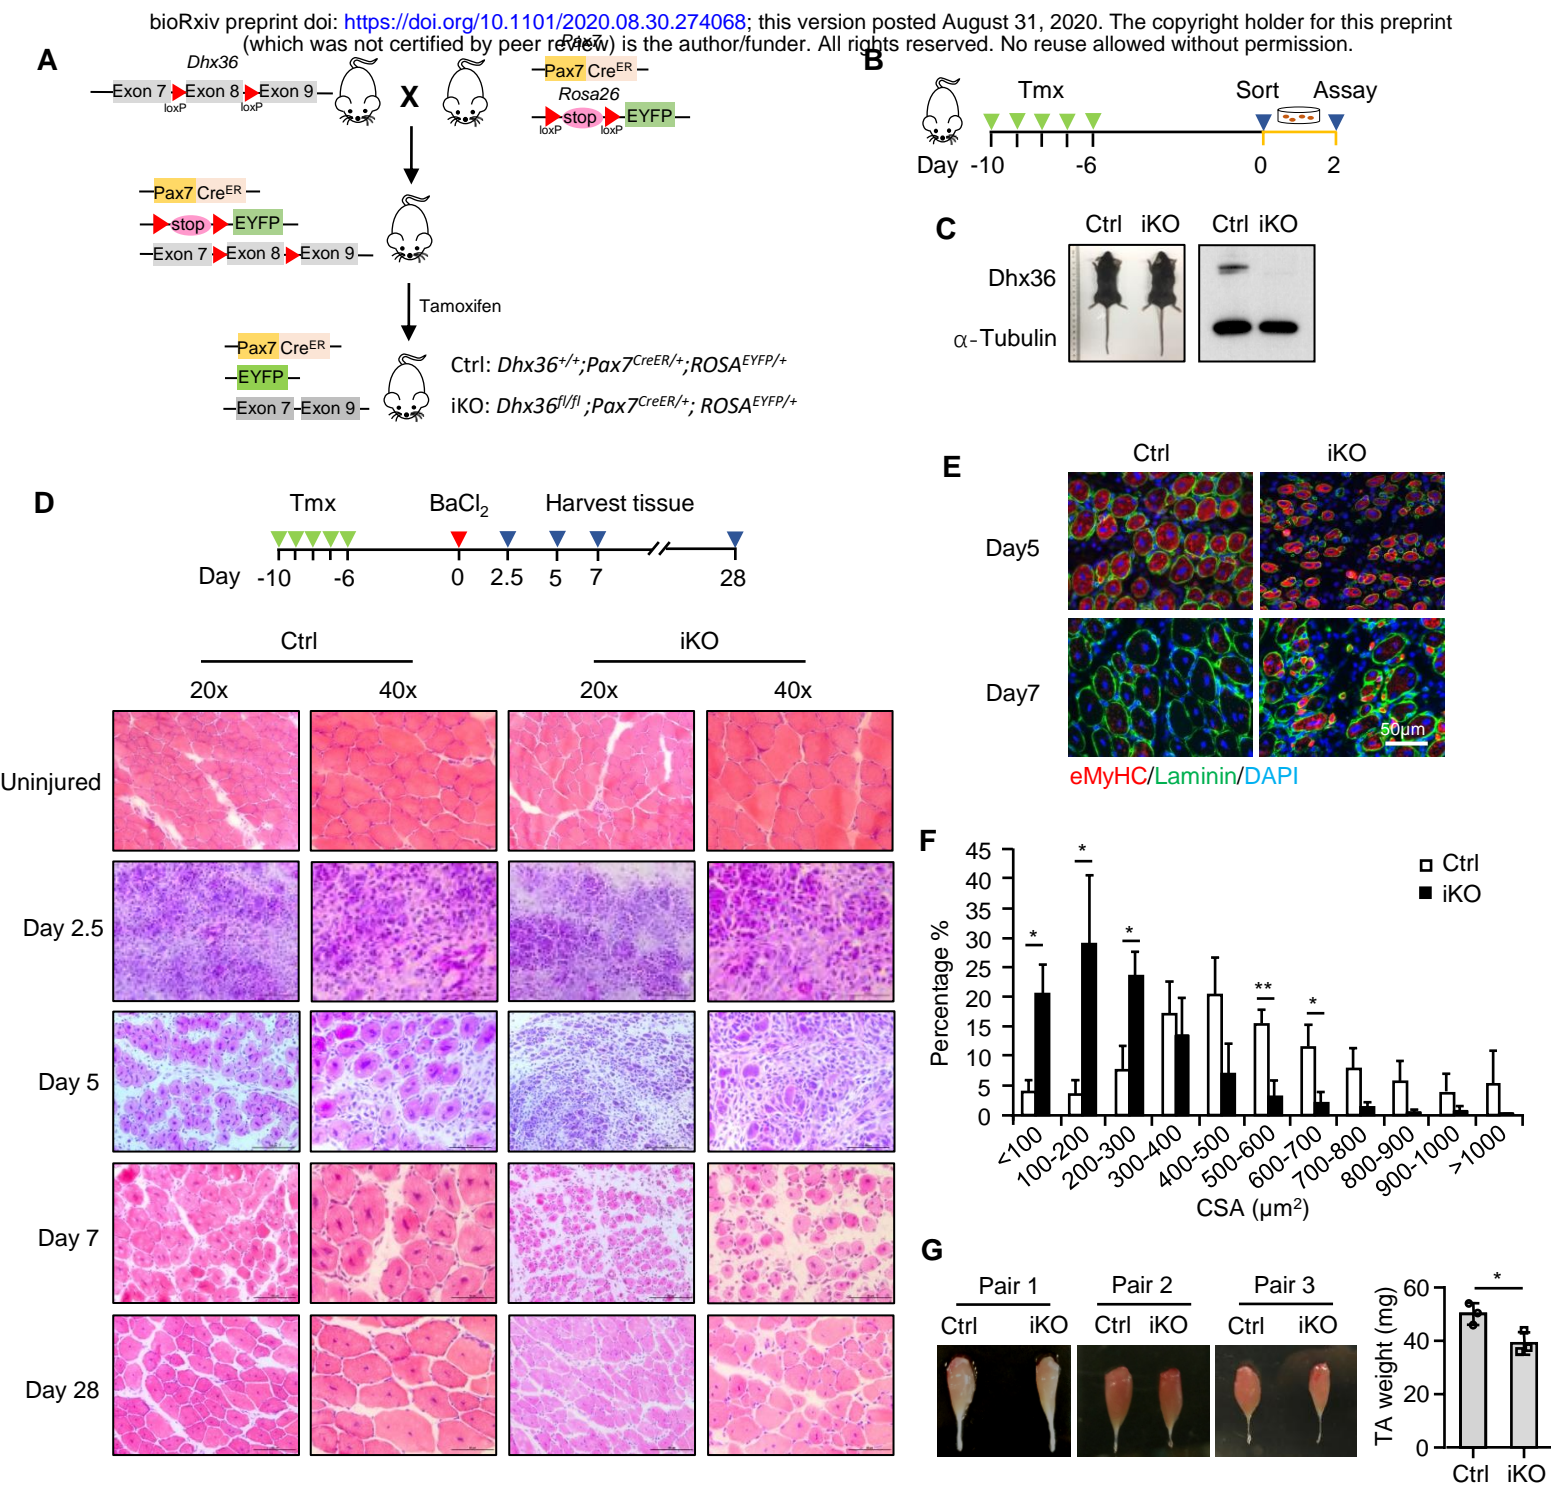 bioRxiv preprint doi: https://doi.org/10.1101/2020.08.30.274068; this version posted August 31, 2020. The copyright holder for this preprint
(which was not certified by peer review) is the author/funder. All rights reserved. No reuse allowed without permission.
A
Dhx36
Exon 7 Exon 8 Exon 9
loxP loxP
X
Pax7
Pax7 CreER
Rosa26
stop EYFP
loxP loxP
Pax7 CreER
stop EYFP
Exon 7 Exon 8 Exon 9
Tamoxifen
Pax7 CreER
EYFP
Exon 7 Exon 9
Ctrl: Dhx36+/+;Pax7CreER/+;ROSAEYFP/+
iKO: Dhx36fl/fl ;Pax7CreER/+; ROSAEYFP/+
B
Tmx Sort Assay
Day -10 -6 0 2
C
Ctrl iKO Ctrl iKO
Dhx36
α-Tubulin
D
Tmx BaCl2 Harvest tissue
Day -10 -6 0 2.5 5 7 28
Ctrl iKO
20x 40x 20x 40x
Uninjured
Day 2.5
Day 5
Day 7
Day 28
E
Ctrl iKO
Day5
Day7
50µm
eMyHC/Laminin/DAPI
F
Percentage %
45
40
35
30
25
20
15
10
5
0
Ctrl
iKO
*
*
*
**
*
<100 100-200 200-300 300-400 400-500 500-600 600-700 700-800 800-900 900-1000 >1000
CSA (µm2)
G
Pair 1 Pair 2 Pair 3
Ctrl iKO Ctrl iKO Ctrl iKO
TA weight (mg)
60
40
20
0
*
Ctrl iKO